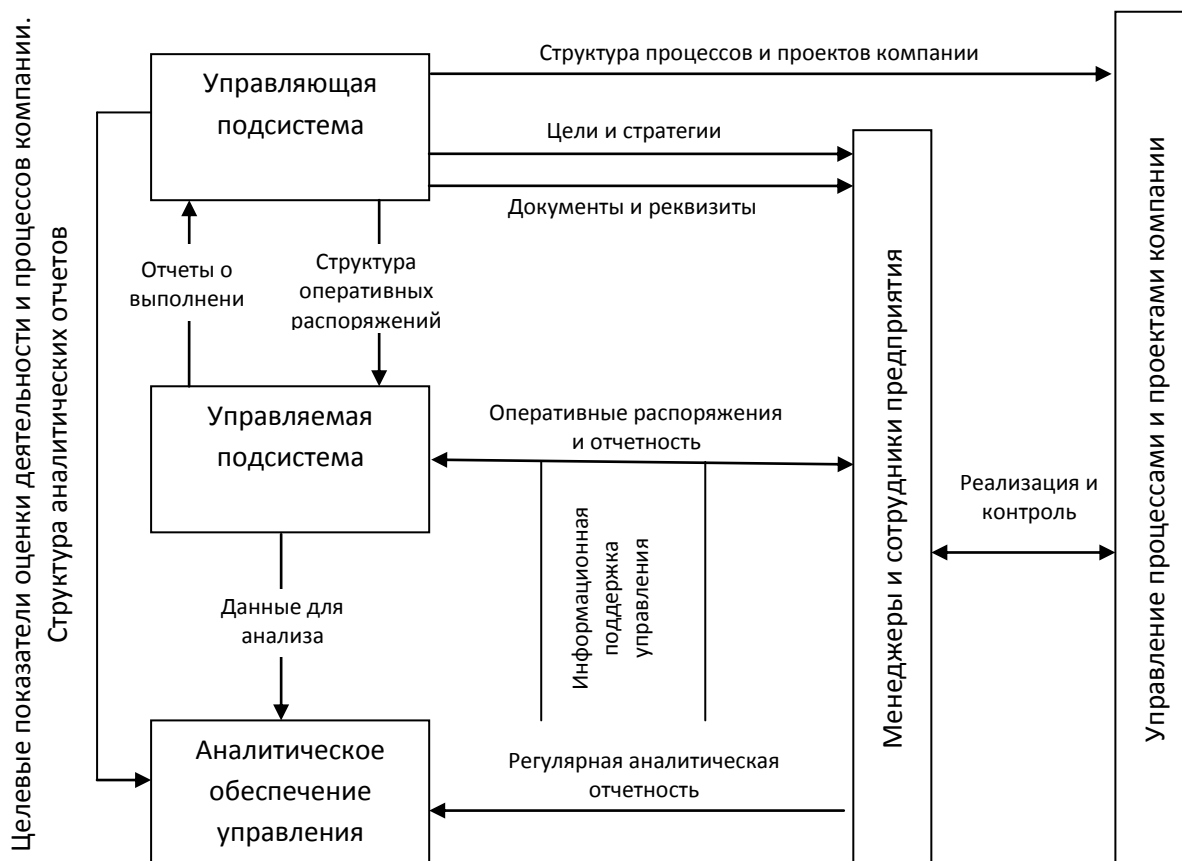 Целевые показатели оценки деятельности и процессов компании.
Структура аналитических отчетов
Управляющая
подсистема
Структура процессов и проектов компании
Цели и стратегии
Документы и реквизиты
Отчеты о
выполнени
Структура
оперативных
распоряжений
Управляемая
подсистема
Оперативные распоряжения
и отчетность
Информационная
поддержка
управления
Данные для
анализа
Аналитическое
обеспечение
управления
Регулярная аналитическая
отчетность
Менеджеры и сотрудники предприятия
Реализация и
контроль
Управление процессами и проектами компании